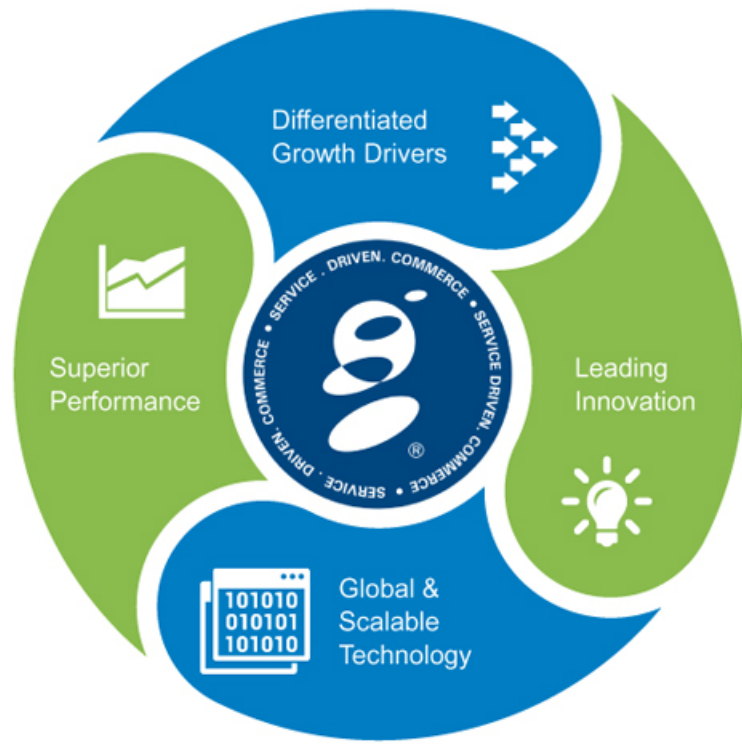 Differentiated
Growth Drivers
Superior
Performance
SERVICE . DRIVEN. COMMERCE • SERVICE DRIVEN. COMMERCE • SERVICE . DRIVEN. COMMERCE •
g
®
Leading
Innovation
101010
010101
101010
Global &
Scalable
Technology